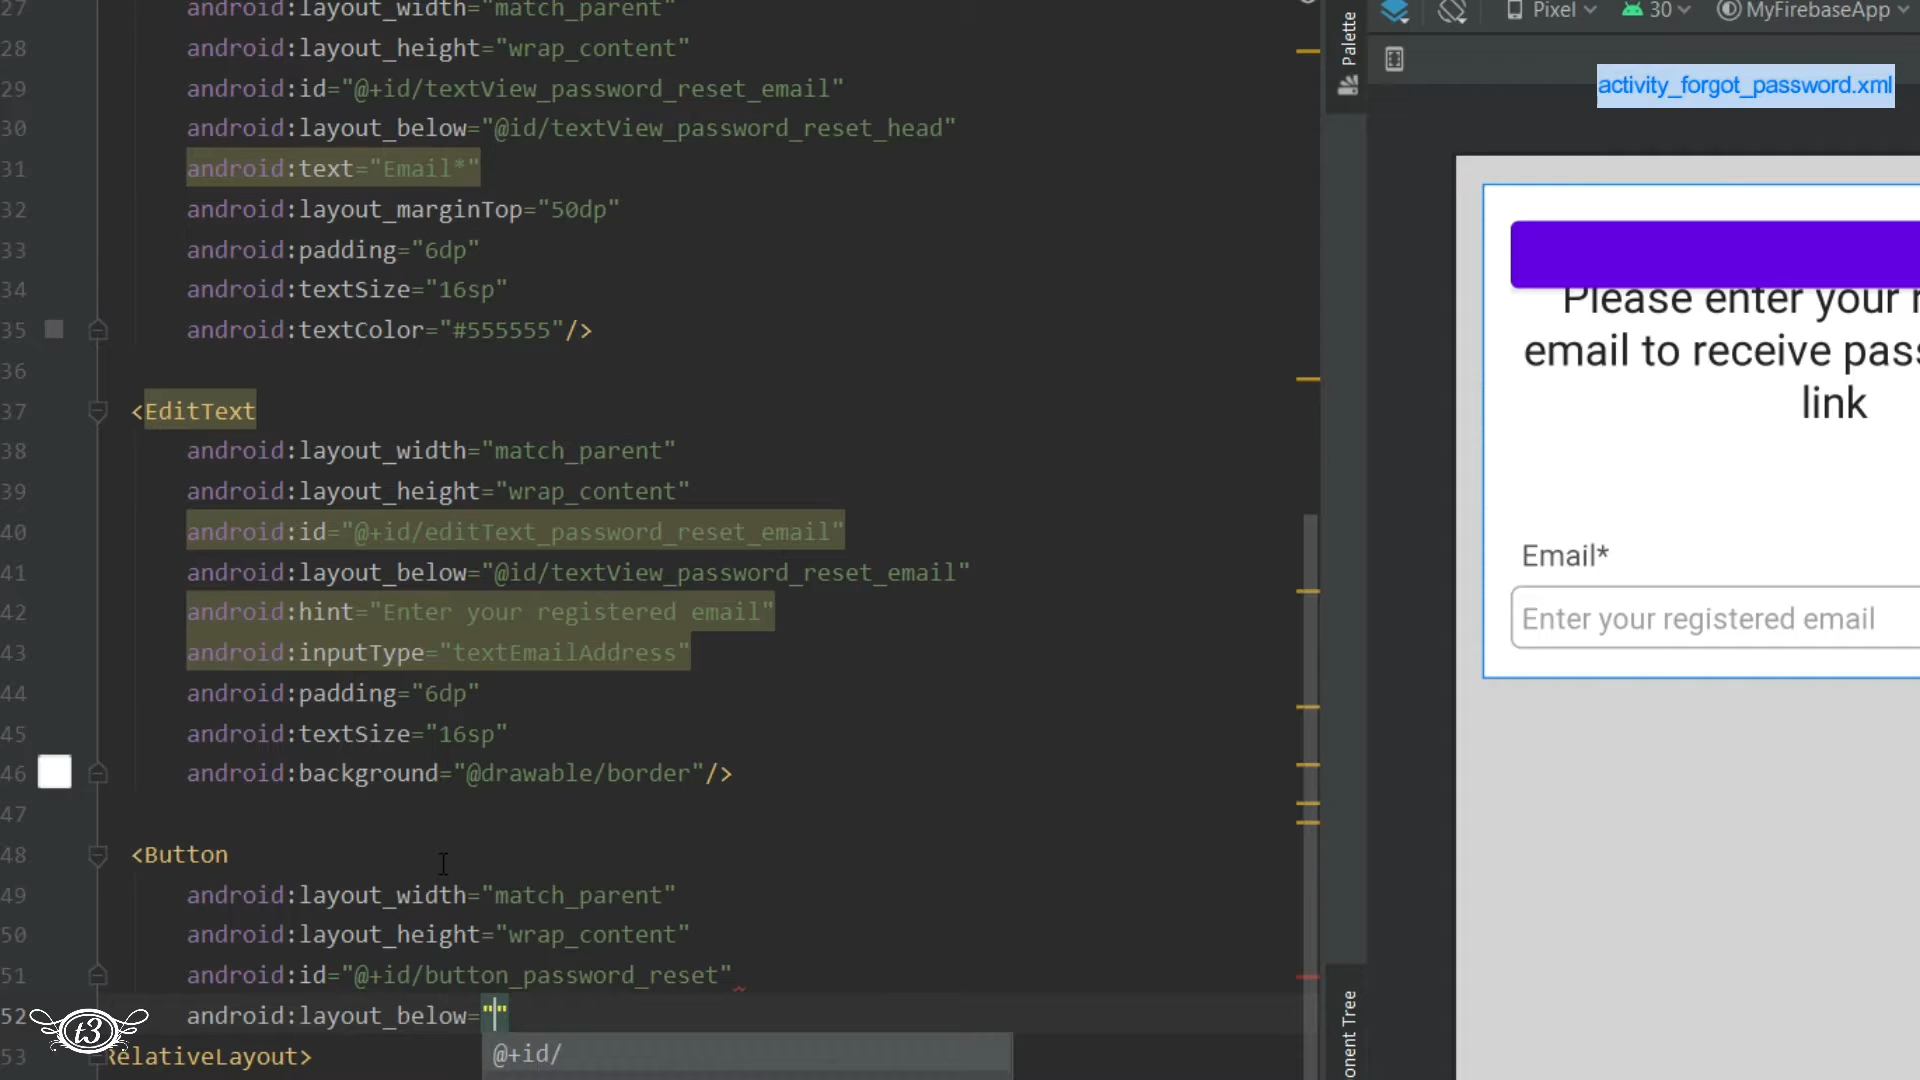 27 android:layout_width="match_parent"
28 android:layout_height="wrap_content"
29 android:id="@+id/textView_password_reset_email"
30 android:layout_below="@id/textView_password_reset_head"
31 android:text="Email*"
32 android:layout_marginTop="50dp"
33 android:padding="6dp"
34 android:textSize="16sp"
35 android:textColor="#555555"/>
36
37 <EditText
38 android:layout_width="match_parent"
39 android:layout_height="wrap_content"
40 android:id="@+id/editText_password_reset_email"
41 android:layout_below="@id/textView_password_reset_email"
42 android:hint="Enter your registered email"
43 android:inputType="textEmailAddress"
44 android:padding="6dp"
45 android:textSize="16sp"
46 android:background="@drawable/border"/>
47
48 <Button
49 android:layout_width="match_parent"
50 android:layout_height="wrap_content"
51 android:id="@+id/button_password_reset"
52 android:layout_below=""
53 RelativeLayout>
@+id/
t3
Palette
onent Tree
Pixel 30 MyFirebaseApp
activity_forgot_password.xml
Please enter your r
email to receive pass
link
Email*
Enter your registered email